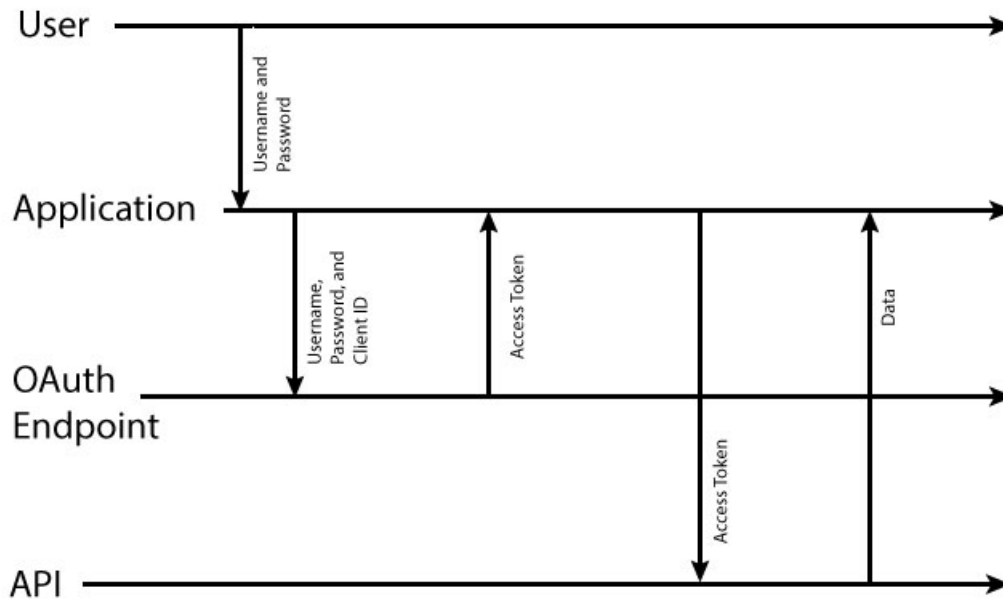 User
Username and
Password
Application
Username,
Password, and
Client ID
Access Token
Data
OAuth
Endpoint
Access Token
API